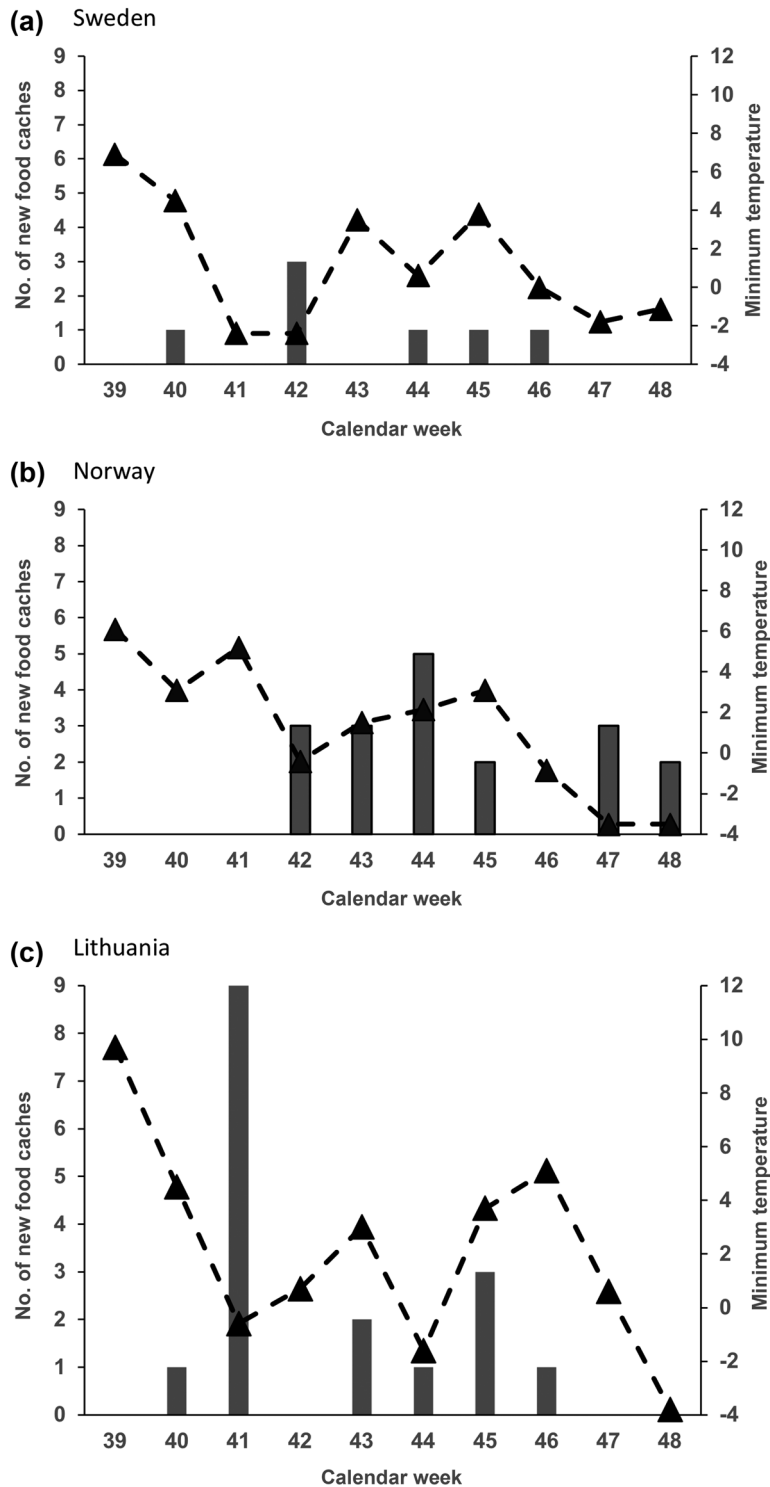 (a) Sweden
9 12
8 10
7 8
6 6
5 4
4 2
3 0
2 -2
1 -4
0
No. of new food caches
Minimum temperature
39 40 41 42 43 44 45 46 47 48
Calendar week
(b) Norway
9 12
8 10
7 8
6 6
5 4
4 2
3 0
2 -2
1 -4
0
No. of new food caches
Minimum temperature
39 40 41 42 43 44 45 46 47 48
Calendar week
(c) Lithuania
9 12
8 10
7 8
6 6
5 4
4 2
3 0
2 -2
1 -4
0
No. of new food caches
Minimum temperature
39 40 41 42 43 44 45 46 47 48
Calendar week